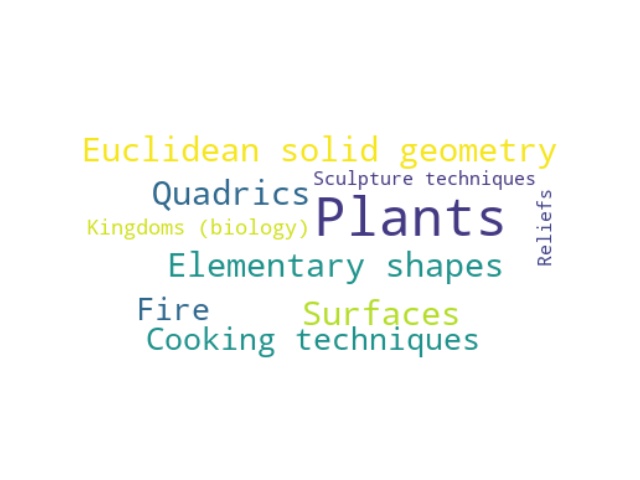 Euclidean solid geometry
Sculpture techniques
Quadrics
Plants
Reliefs
Kingdoms (biology)
Elementary shapes
Fire
Surfaces
Cooking techniques